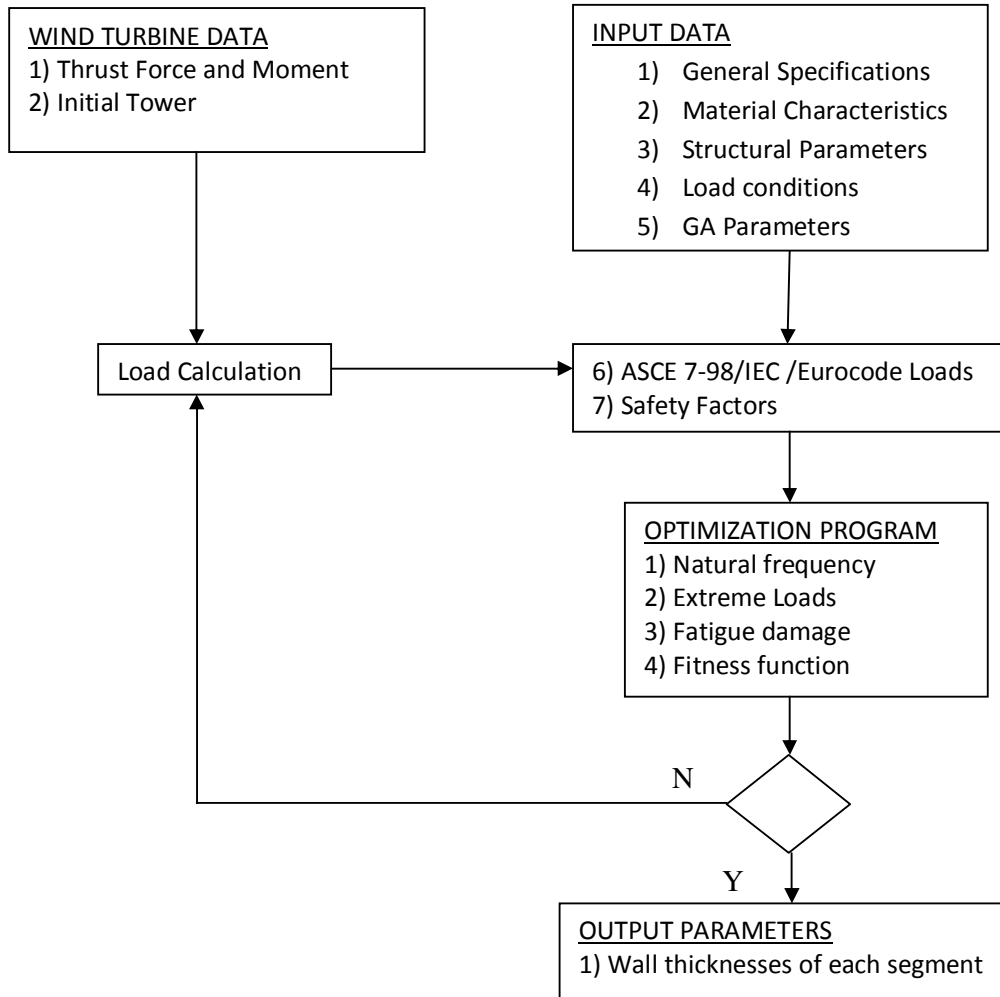 WIND TURBINE DATA
1) Thrust Force and Moment
2) Initial Tower
INPUT DATA
1) General Specifications
2) Material Characteristics
3) Structural Parameters
4) Load conditions
5) GA Parameters
Load Calculation
6) ASCE 7-98/IEC /Eurocode Loads
7) Safety Factors
OPTIMIZATION PROGRAM
1) Natural frequency
2) Extreme Loads
3) Fatigue damage
4) Fitness function
N
Y
OUTPUT PARAMETERS
1) Wall thicknesses of each segment